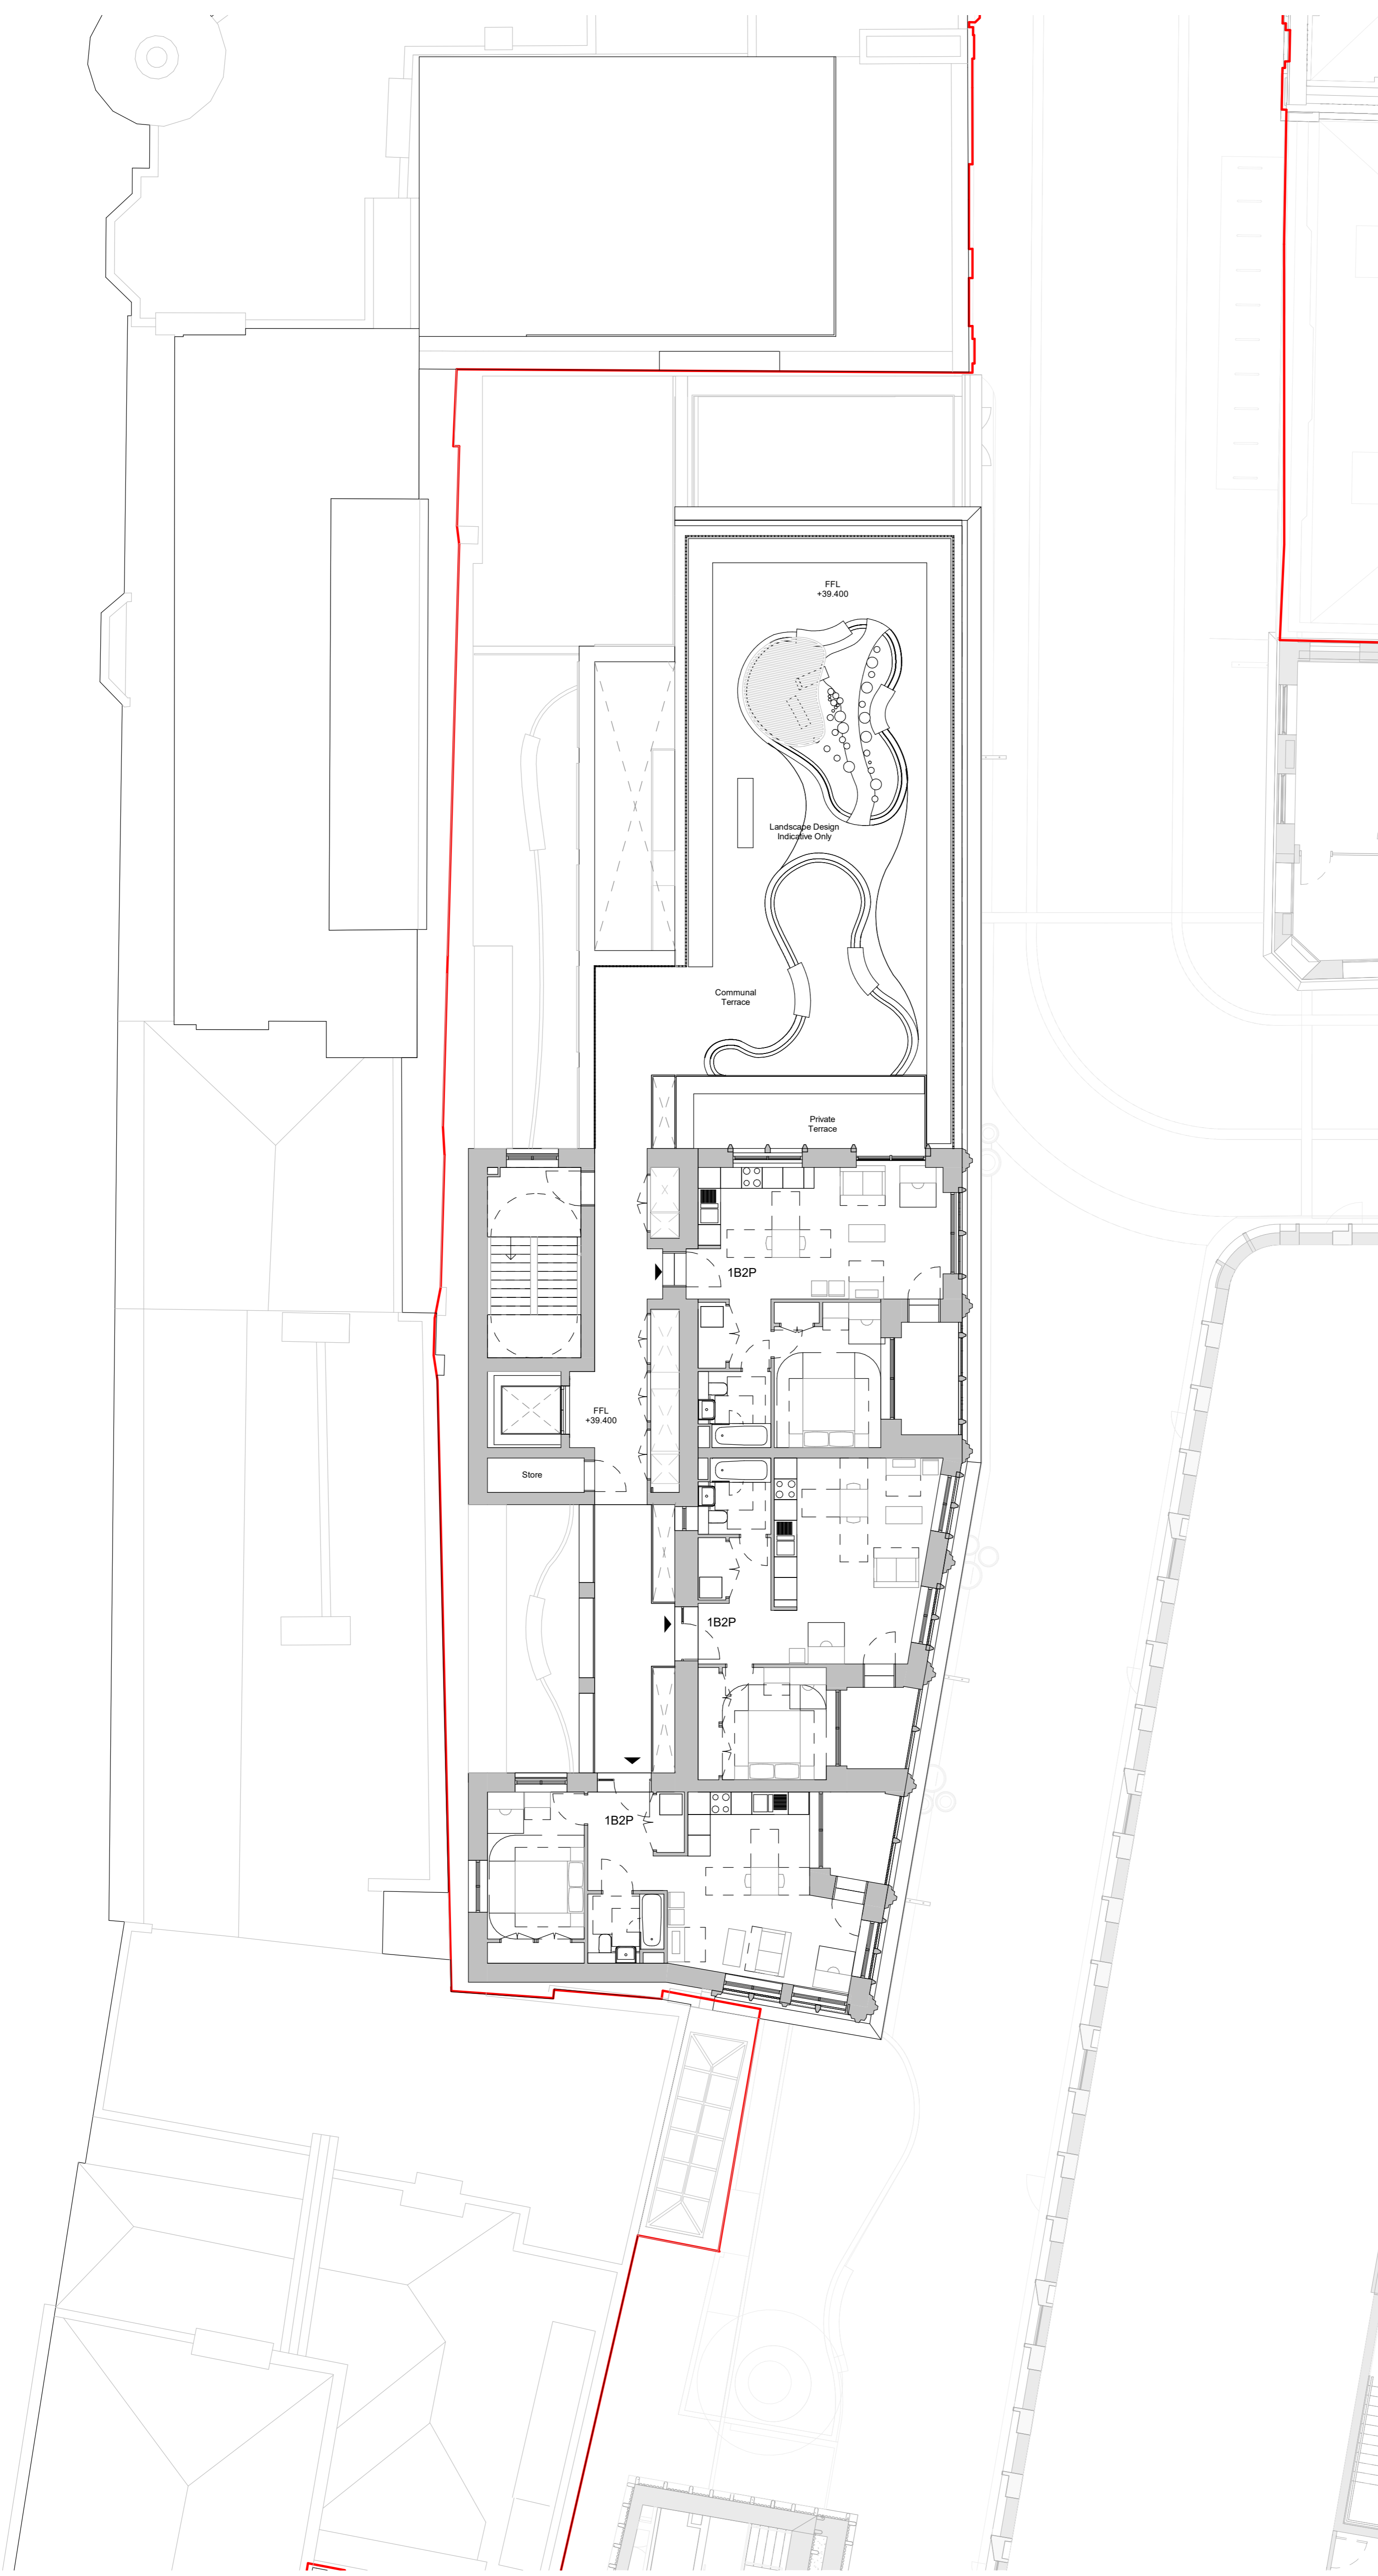 FFL
+39.400
Landscape Design
Indicative Only
Communal
Terrace
Private
Terrace
1B2P
FFL
+39.400
Store
1B2P
1B2P